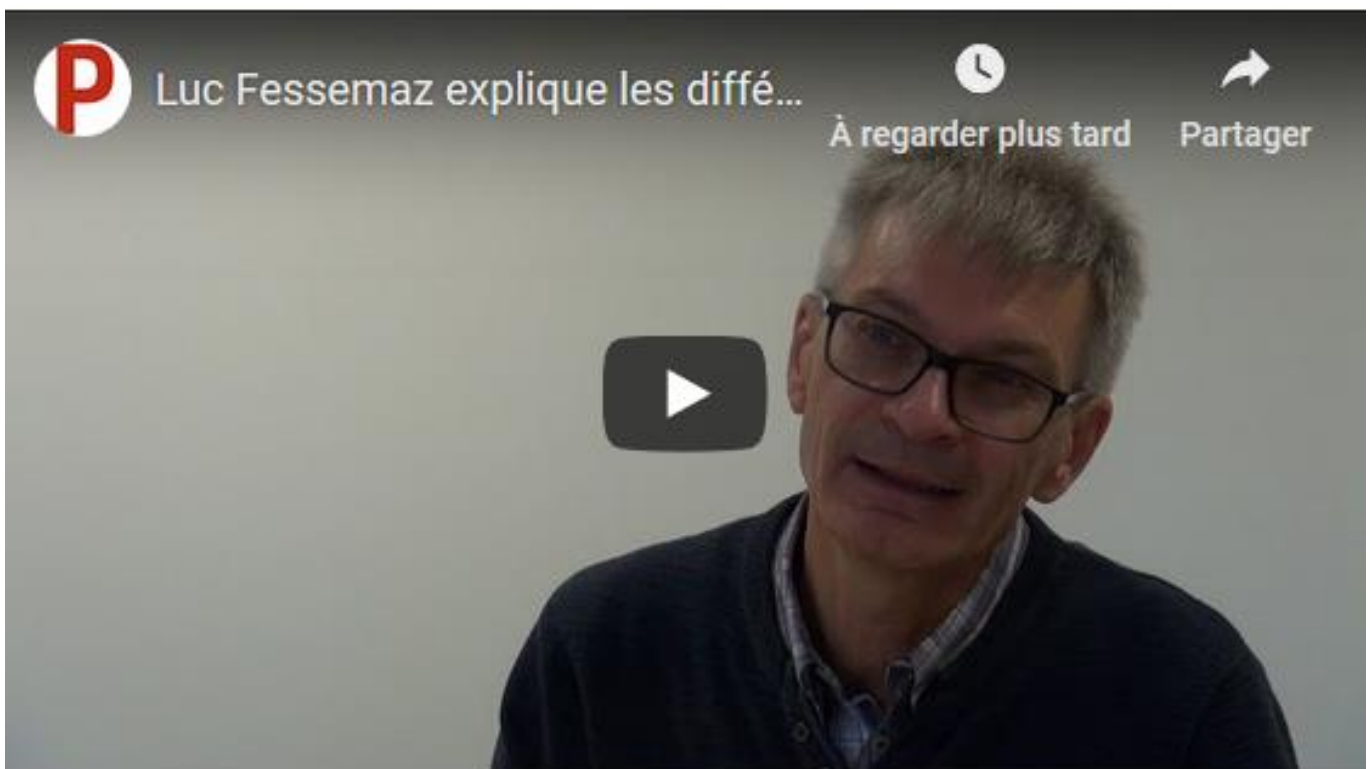 P
Luc Fessemaz explique les diffé...
À regarder plus tard
Partager